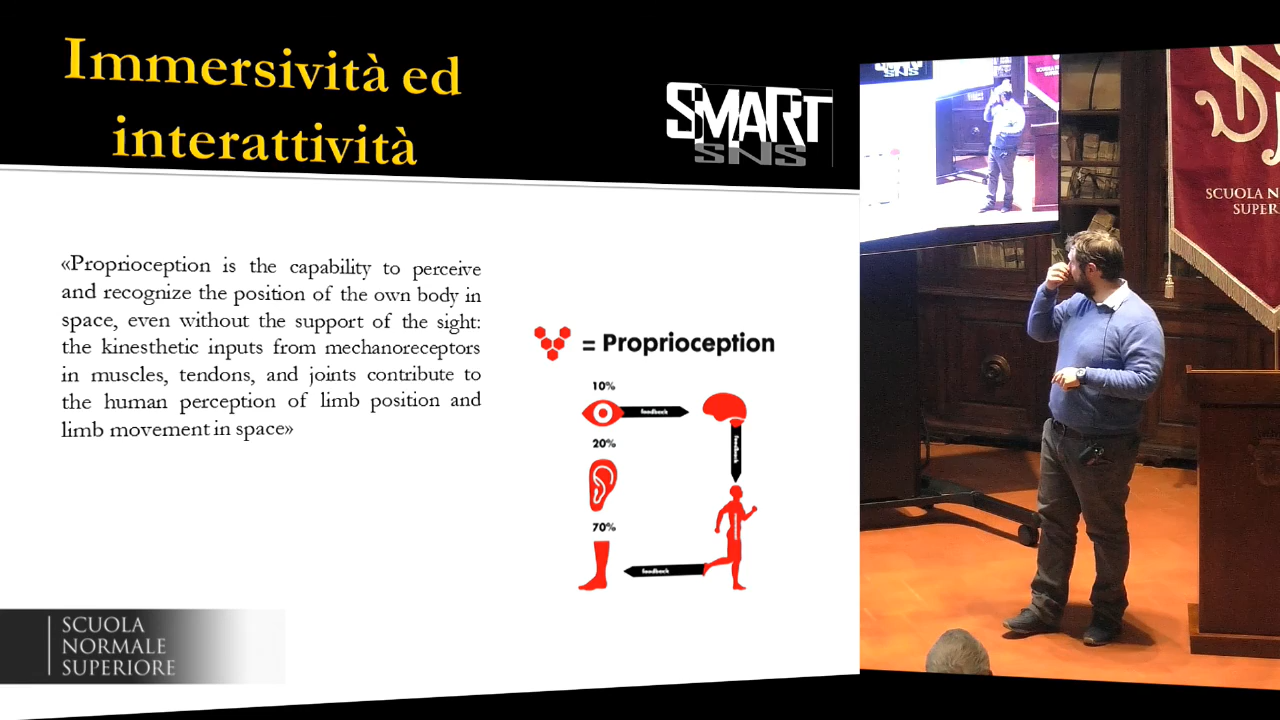 Immersività ed
interattività
SMART
SNS
«Proprioception is the capability to perceive
and recognize the position of the own body in
space, even without the support of the sight:
the kinesthetic inputs from mechanoreceptors
in muscles, tendons, and joints contribute to
the human perception of limb position and
limb movement in space»
= Proprioception
10%
feedback
feedback
20%
70%
feedback
SCUOLA
NORMALE
SUPERIORE
SNS
SCUOLA N
SUPER